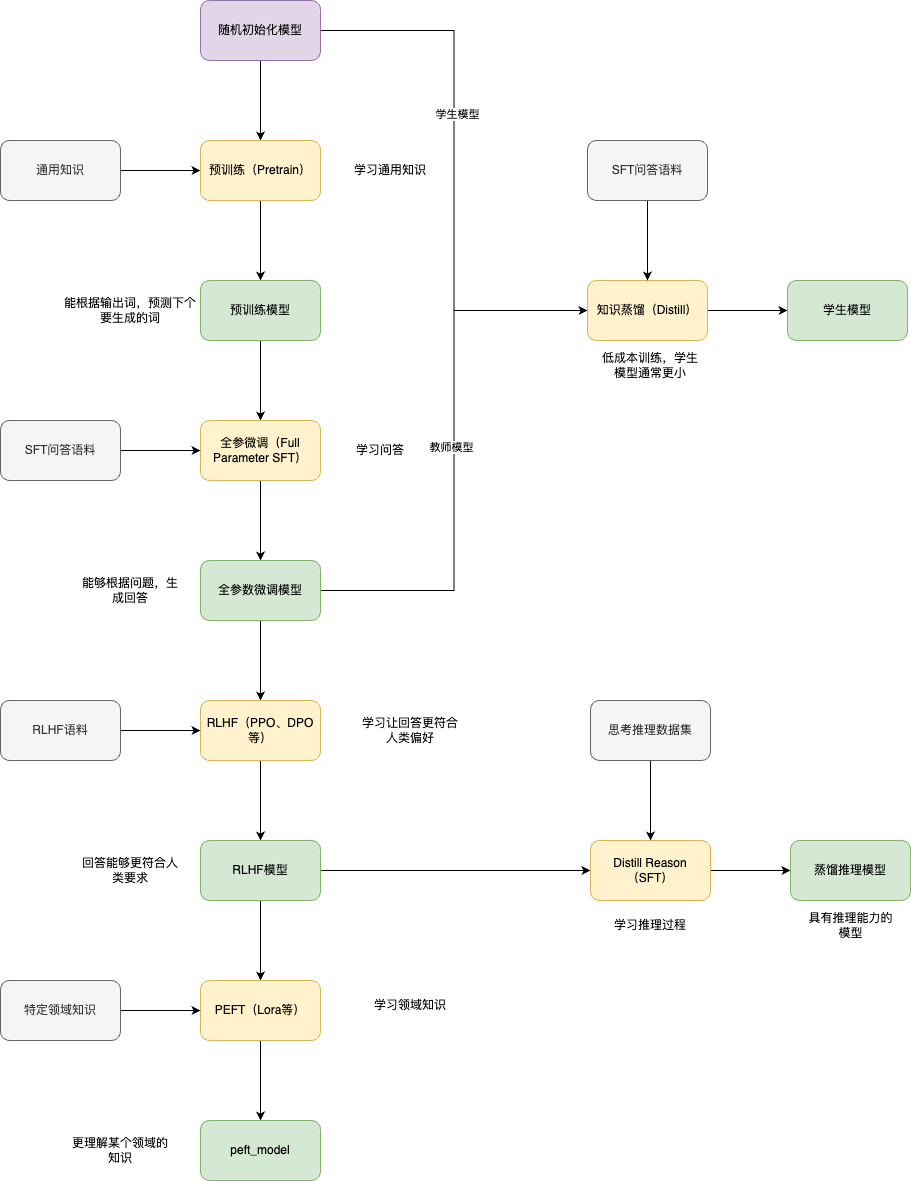 随机初始化模型
学生模型
通用知识
预训练（Pretrain）
学习通用知识
SFT问答语料
能根据输出词，预测下个
要生成的词
预训练模型
知识蒸馏（Distill）
学生模型
低成本训练，学生
模型通常更小
SFT问答语料
全参微调（Full
Parameter SFT）
学习问答
教师模型
能够根据问题，生
成回答
全参数微调模型
RLHF语料
RLHF（PPO、DPO
等）
学习让回答更符合
人类偏好
思考推理数据集
回答能够更符合人
类要求
RLHF模型
Distill Reason
（SFT）
蒸馏推理模型
学习推理过程
具有推理能力的
模型
特定领域知识
PEFT（Lora等）
学习领域知识
更理解某个领域的
知识
peft_model